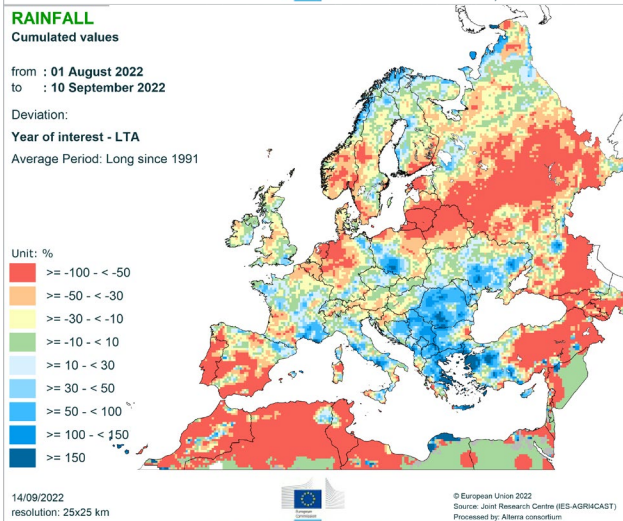 RAINFALL
Cumulated values
from : 01 August 2022
to : 10 September 2022
Deviation:
Year of interest - LTA
Average Period: Long since 1991
Unit: %
>= -100 - < -50
>= -50 - < -30
>= -30 - < -10
>= -10 - < 10
>= 10 - < 30
>= 30 - < 50
>= 50 - < 100
>= 100 - < 150
>= 150
14/09/2022
resolution: 25x25 km
European
Commission
© European Union 2022
Source: Joint Research Centre (IES-AGRI4CAST)
Processed by: Alterra consortium